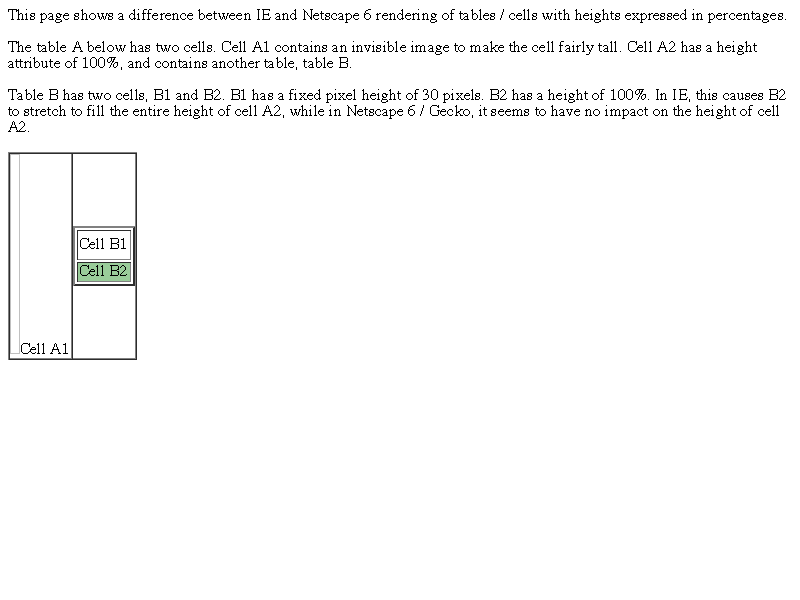 This page shows a difference between IE and Netscape 6 rendering of tables / cells with heights expressed in percentages.
The table A below has two cells. Cell A1 contains an invisible image to make the cell fairly tall. Cell A2 has a height
attribute of 100%, and contains another table, table B.
Table B has two cells, B1 and B2. B1 has a fixed pixel height of 30 pixels. B2 has a height of 100%. In IE, this causes B2
to stretch to fill the entire height of cell A2, while in Netscape 6 / Gecko, it seems to have no impact on the height of cell
A2.
Cell B1
Cell B2
Cell A1